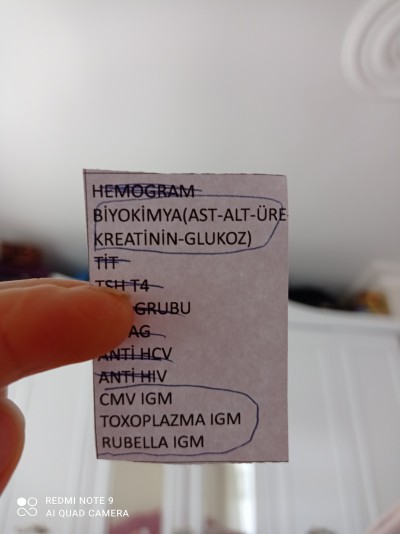 HEMOGRAM
BİYOKİMYA(AST-ALT-ÜRE-
KREATİNİN-GLUKOZ)
TİT
TSH T4
GRUBU
AG
ANTİ HCV
ANTİ HIV
CMV IGM
TOXOPLAZMA IGM
RUBELLA IGM
REDMI NOTE 9
AI QUAD CAMERA